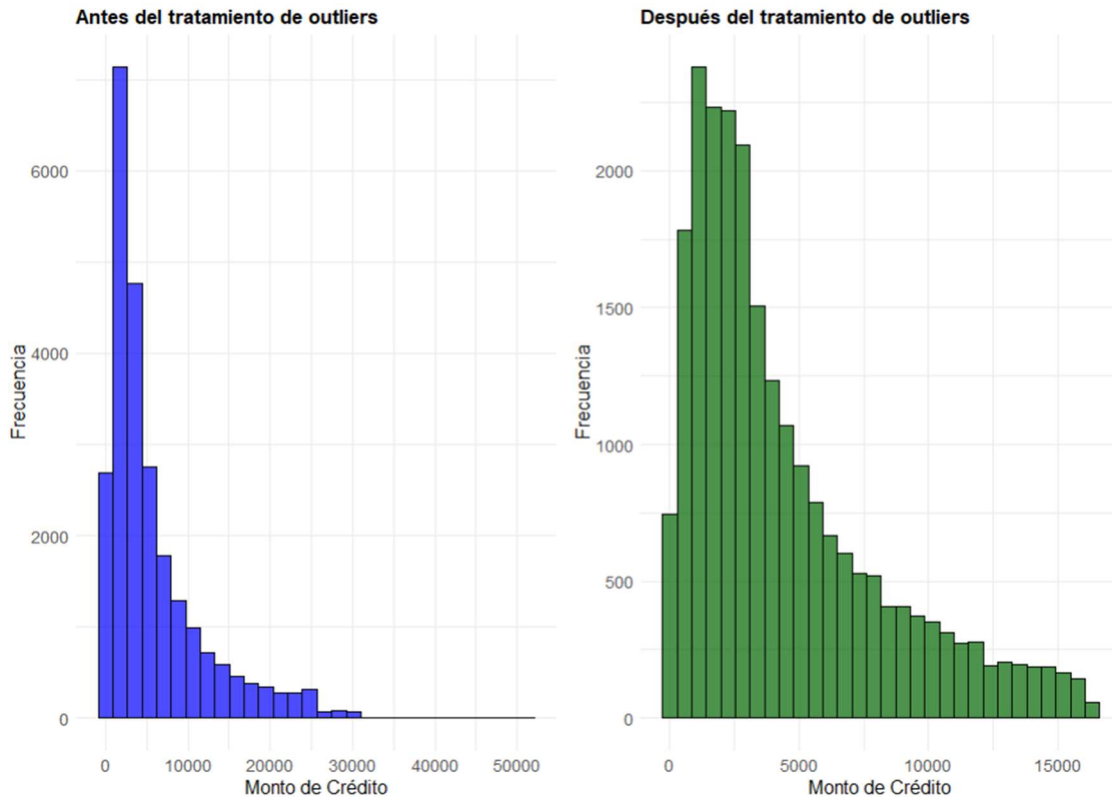 Antes del tratamiento de outliers
Frecuencia
6000
4000
2000
0
0 10000 20000 30000 40000 50000
Monto de Crédito
Después del tratamiento de outliers
Frecuencia
2000
1500
1000
500
0
0 5000 10000 15000
Monto de Crédito